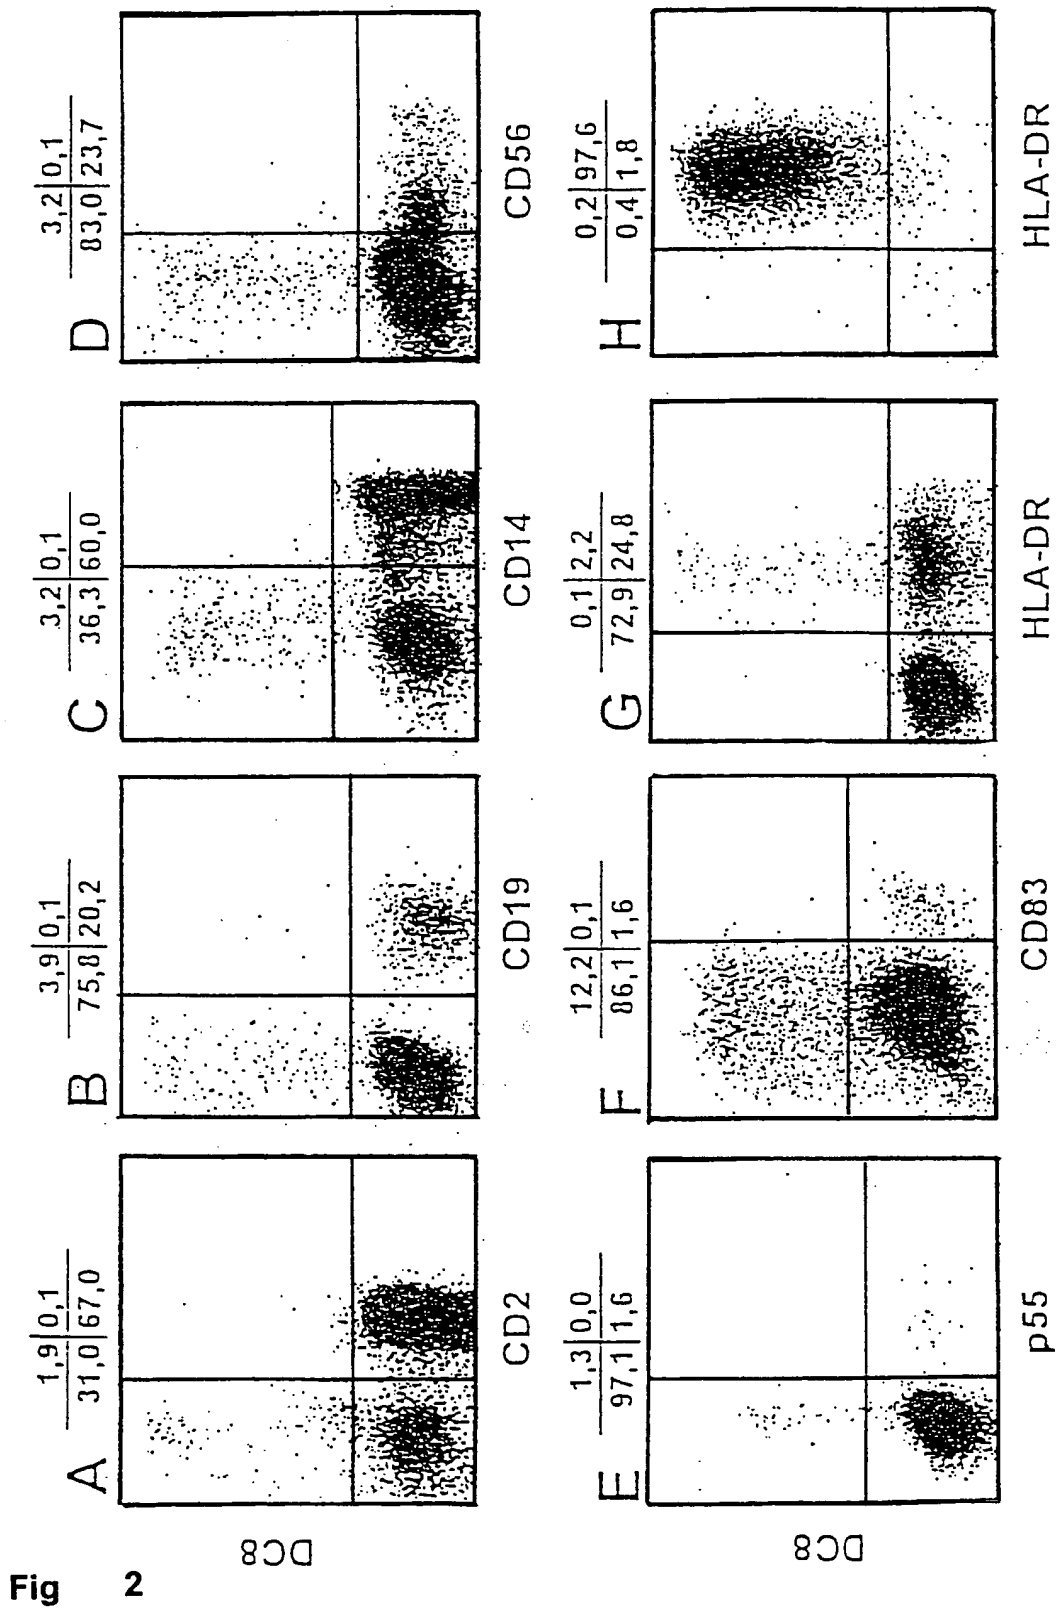 A
1,9|0,1
31,0|67,0
CD2
B
3,9|0,1
75,8|20,2
CD19
C
3,2|0,1
36,3|60,0
CD14
D
3,2|0,1
83,0|23,7
CD56
DC8
E
1,3|0,0
97,1|1,6
p55
F
12,2|0,1
86,1|1,6
CD83
G
0,1|2,2
72,9|24,8
HLA-DR
H
0,2|97,6
0,4|1,8
HLA-DR
DC8
Fig 2